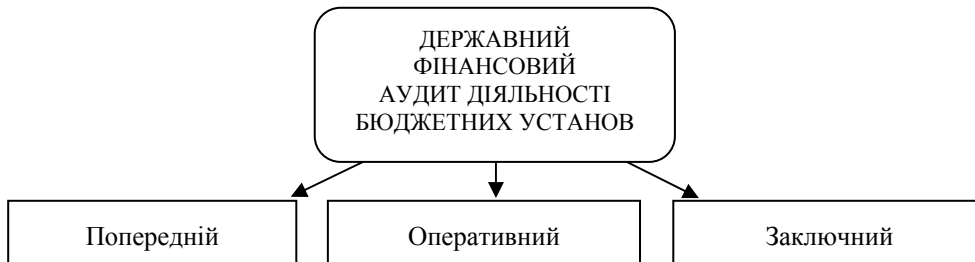 ДЕРЖАВНИЙ
ФІНАНСОВИЙ
АУДИТ ДІЯЛЬНОСТІ
БЮДЖЕТНИХ УСТАНОВ
Попередній
Оперативний
Заключний